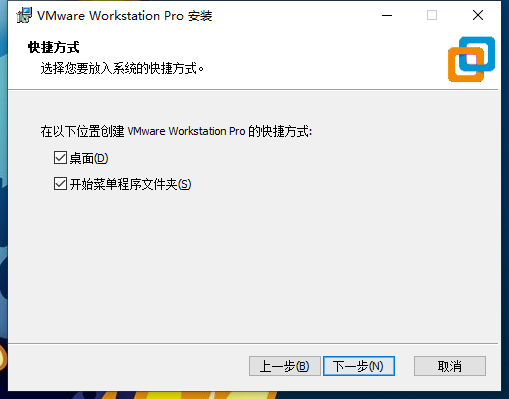 VMware Workstation Pro 安装
快捷方式
选择您要放入系统的快捷方式。
在以下位置创建 VMware Workstation Pro 的快捷方式:
桌面(D)
开始菜单程序文件夹(S)
上一步(B) 下一步(N) 取消